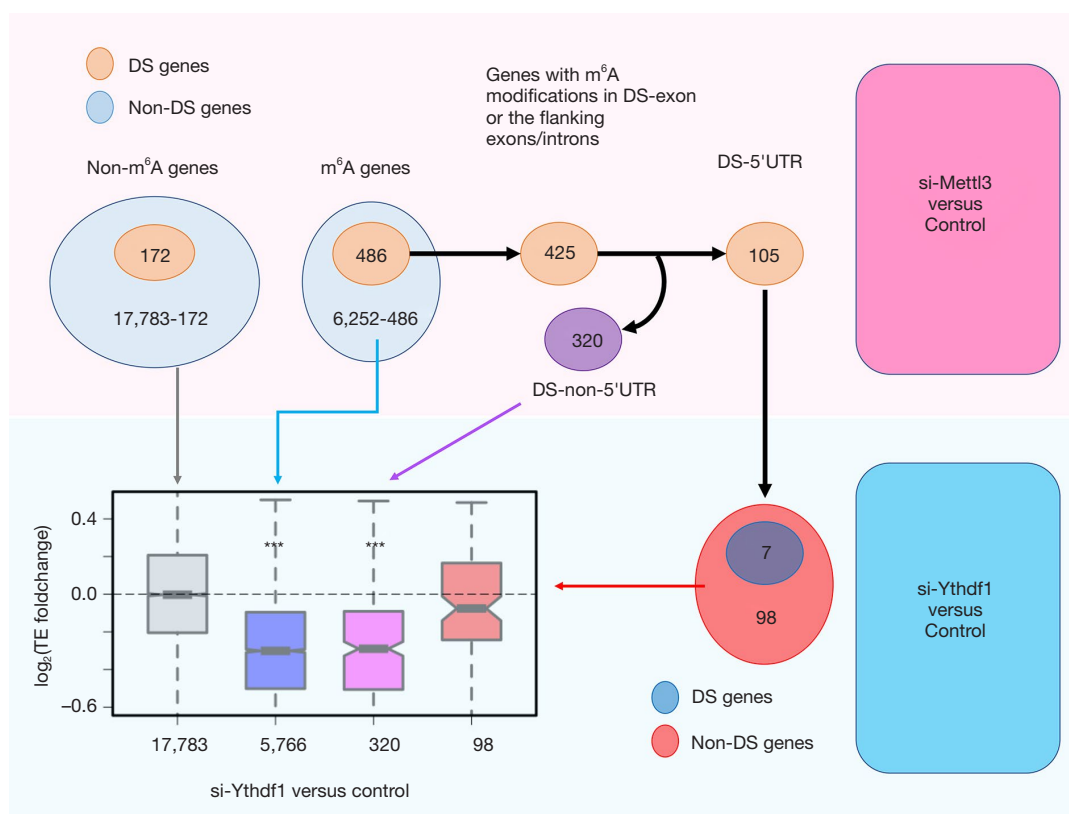 DS genes
Non-DS genes
Genes with m⁶A
modifications in DS-exon
or the flanking
exons/introns
Non-m⁶A genes
m⁶A genes
DS-5'UTR
si-Mettl3
versus
Control
172
486
425
105
17,783-172
6,252-486
320
DS-non-5'UTR
0.4
0.0
−0.6
log₂(TE foldchange)
***
***
17,783
5,766
320
98
si-Ythdf1 versus control
7
98
DS genes
Non-DS genes
si-Ythdf1
versus
Control